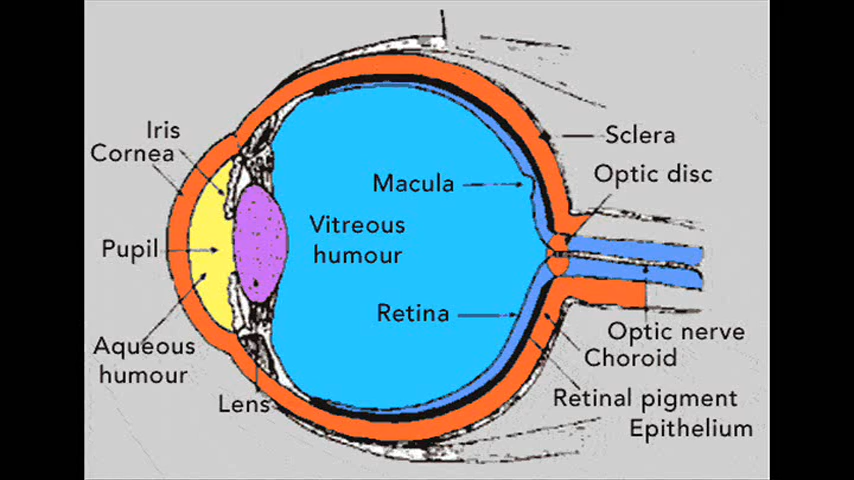 Iris
Cornea
Pupil
Aqueous
humour
Lens
Macula
Vitreous
humour
Retina
Sclera
Optic disc
Optic nerve
Choroid
Retinal pigment
Epithelium